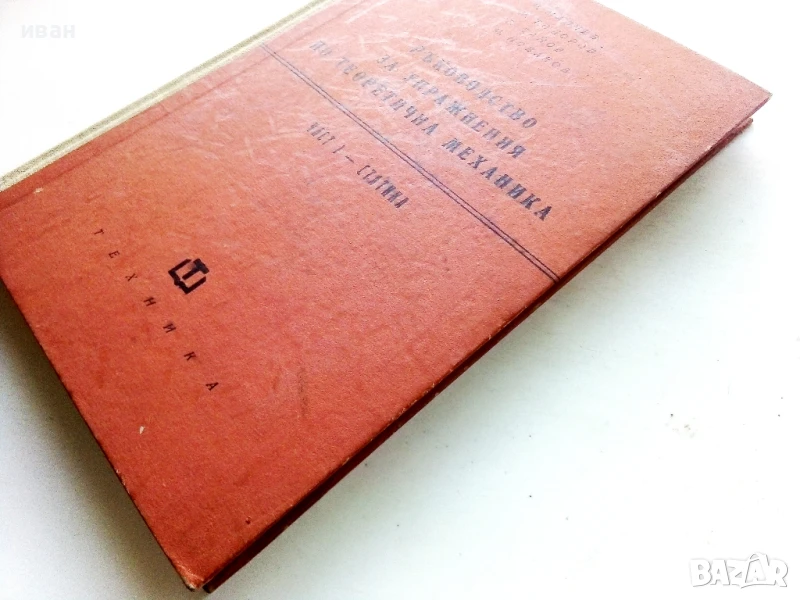 иван
РЪКОВОДСТВО
ЗА УПРАЖНЕНИЯ
ПО ТЕОРЕТИЧНА МЕХАНИКА
ЧАСТ I — СТАТИКА
ТЕХНИКА
BAZAR